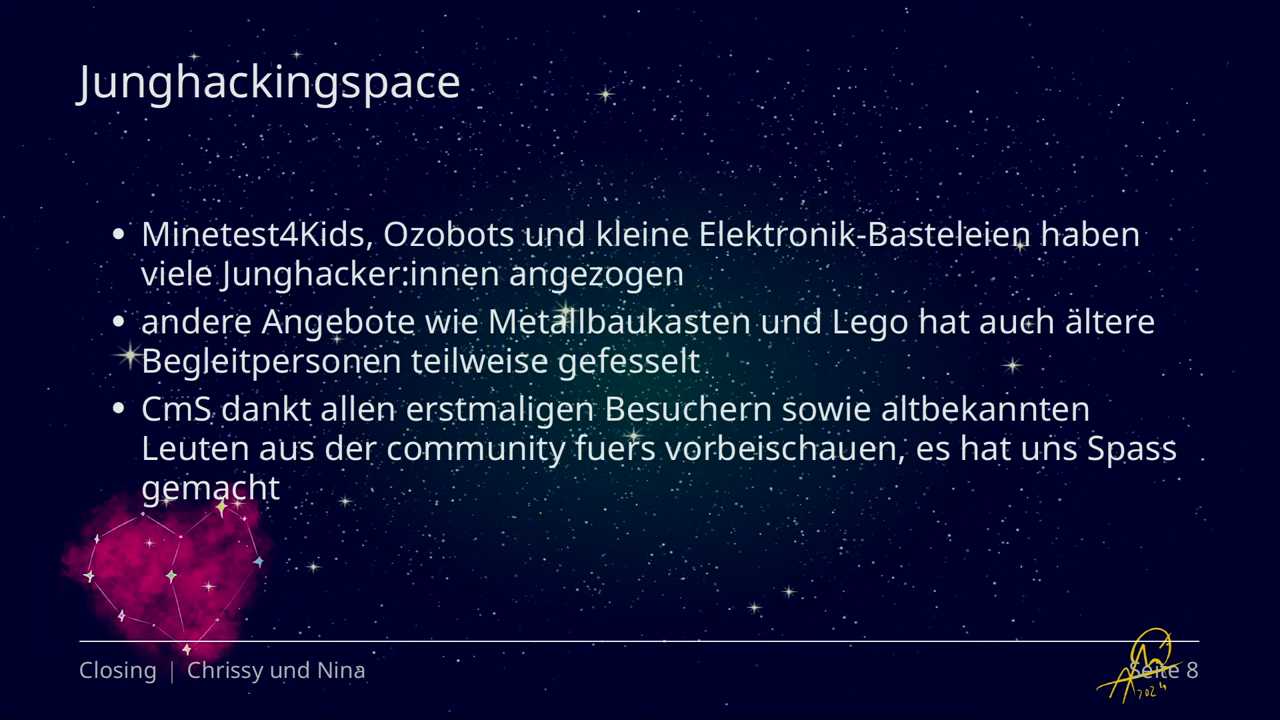 Junghackingspace
• Minetest4Kids, Ozobots und kleine Elektronik-Basteleien haben
viele Junghacker:innen angezogen
• andere Angebote wie Metallbaukasten und Lego hat auch ältere
Begleitpersonen teilweise gefesselt
• CmS dankt allen erstmaligen Besuchern sowie altbekannten
Leuten aus der community fuers vorbeischauen, es hat uns Spass
gemacht
Closing | Chrissy und Nina
Seite 8
2024